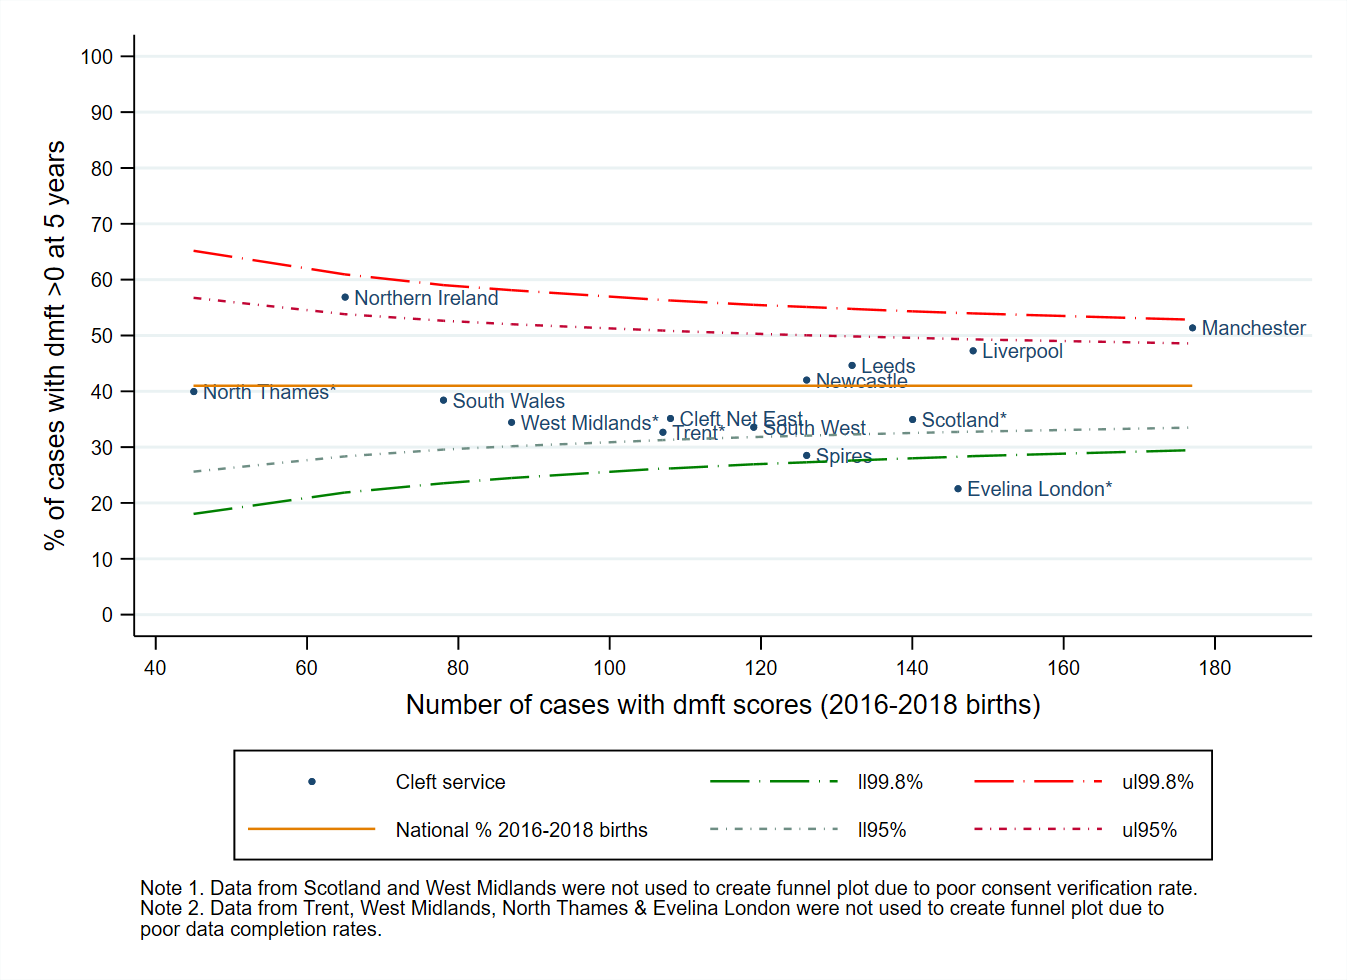 % of cases with dmft >0 at 5 years
100
90
80
70
60
50
40
30
20
10
0
Northern Ireland
Manchester
Liverpool
Leeds
Newcastle
North Thames*
South Wales
West Midlands*
Cleft Net East
Trent*
South West
Scotland*
Spires
Evelina London*
40 60 80 100 120 140 160 180
Number of cases with dmft scores (2016-2018 births)
Cleft service ll99.8% ul99.8%
National % 2016-2018 births ll95% ul95%
Note 1. Data from Scotland and West Midlands were not used to create funnel plot due to poor consent verification rate.
Note 2. Data from Trent, West Midlands, North Thames & Evelina London were not used to create funnel plot due to
poor data completion rates.